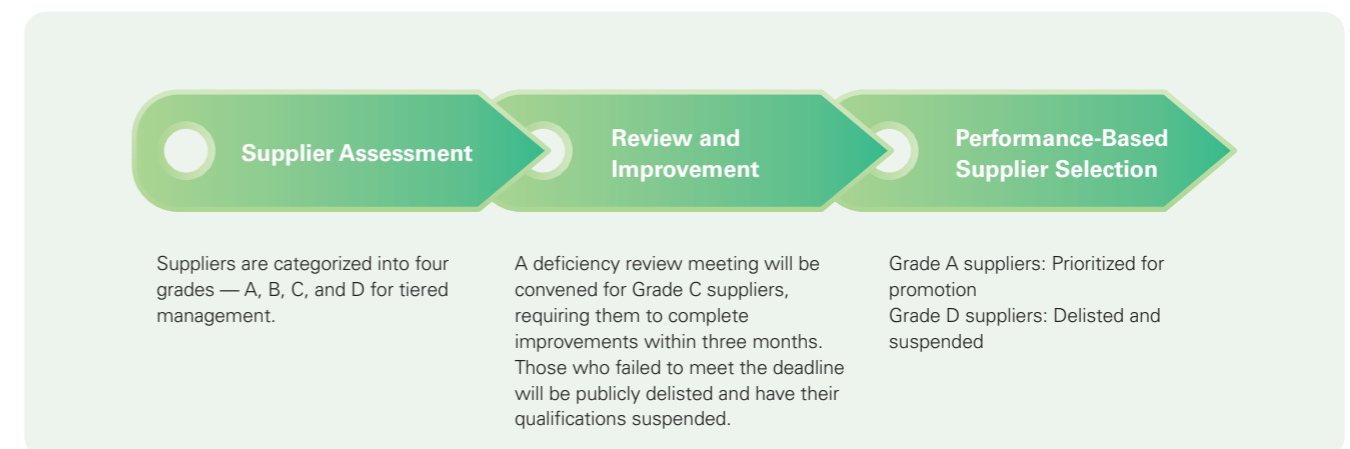 Supplier Assessment
Suppliers are categorized into four
grades — A, B, C, and D for tiered
management.
Review and
Improvement
A deficiency review meeting will be
convened for Grade C suppliers,
requiring them to complete
improvements within three months.
Those who failed to meet the deadline
will be publicly delisted and have their
qualifications suspended.
Performance-Based
Supplier Selection
Grade A suppliers: Prioritized for
promotion
Grade D suppliers: Delisted and
suspended